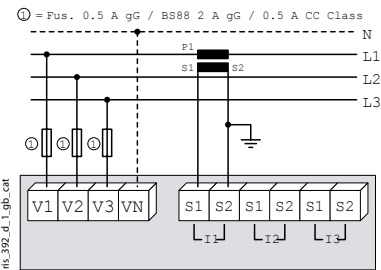 ① = Fus. 0.5 A gG / BS88 2 A gG / 0.5 A CC Class
N
P1
L1
S1 S2
L2
L3
① ① ①
V1 V2 V3 VN S1 S2 S1 S2 S1 S2
I1 I2 I3
ris_392_d_1_gb_cat